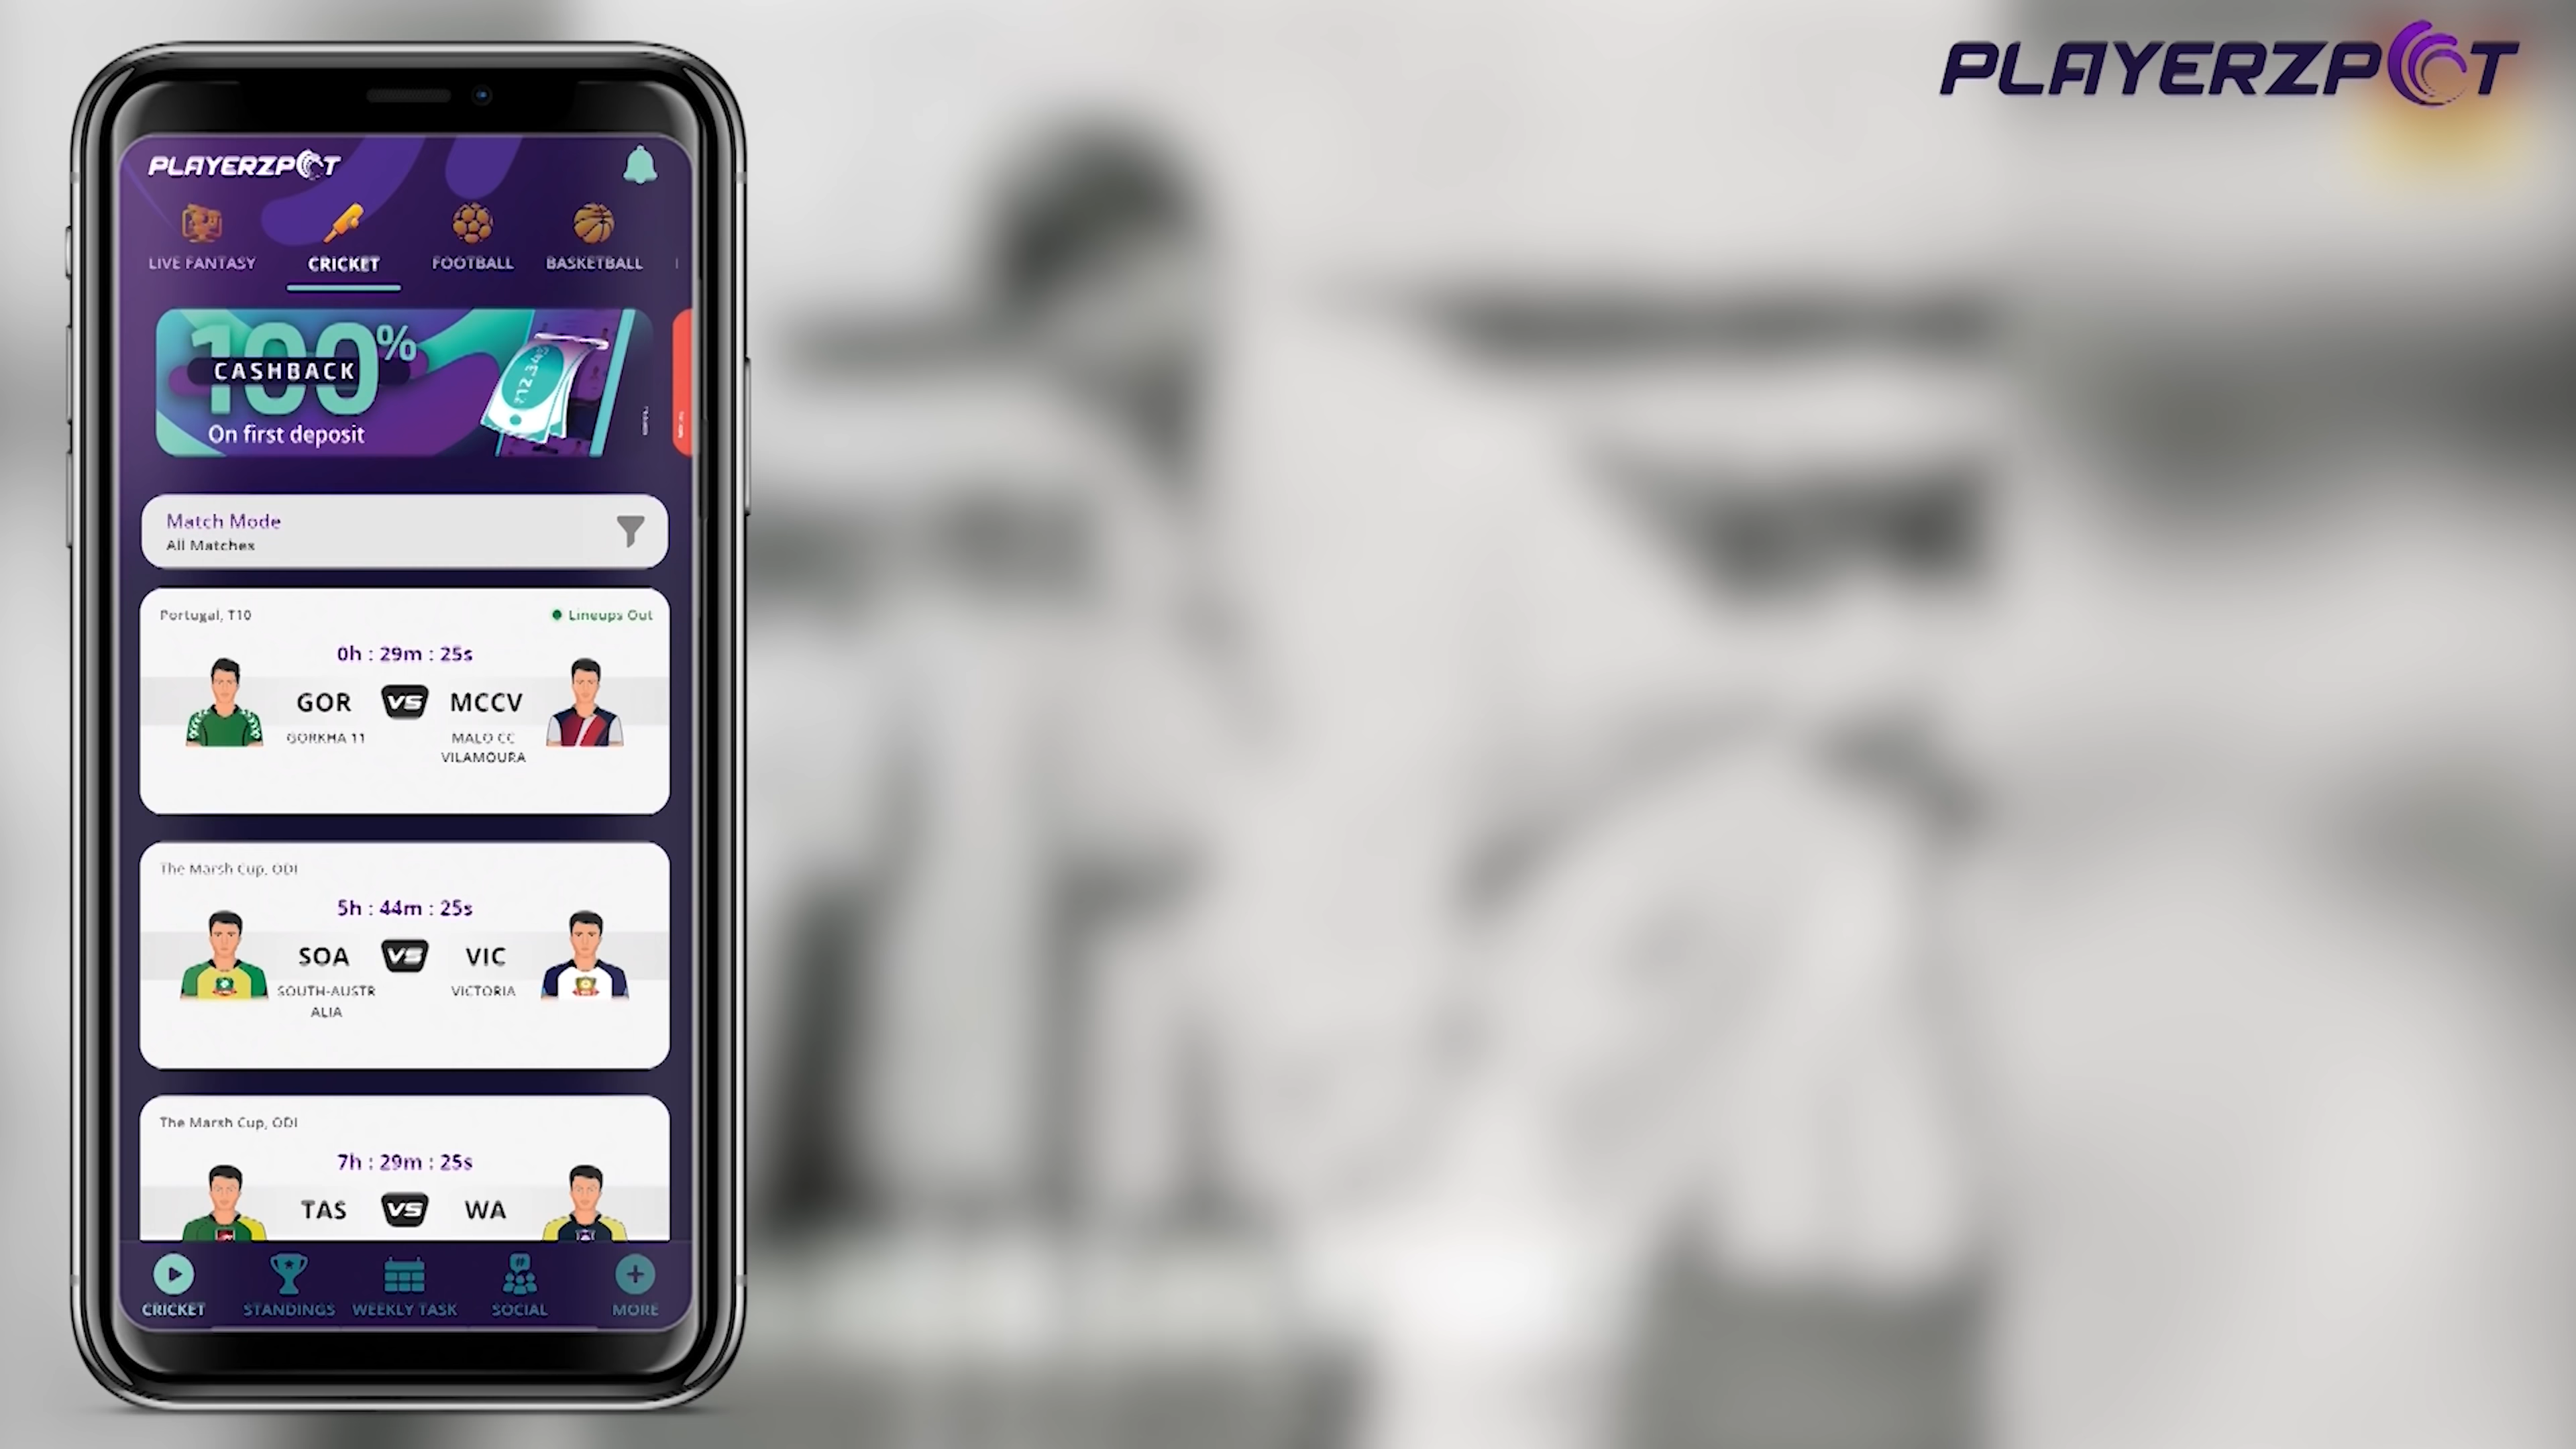 PLAYERZPOT
PLAYERZPOT
LIVE FANTASY
CRICKET
FOOTBALL
BASKETBALL
100%
CASHBACK
On first deposit
Match Mode
All Matches
Portugal, T10
Lineups Out
0h : 29m : 25s
GOR
VS
MCCV
GORKHA 11
MALO CC
VILAMOURA
The Marsh Cup, ODI
5h : 44m : 25s
SOA
VS
VIC
SOUTH-AUSTR
ALIA
VICTORIA
The Marsh Cup, ODI
7h : 29m : 25s
TAS
VS
WA
CRICKET
STANDINGS
WEEKLY TASK
SOCIAL
MORE